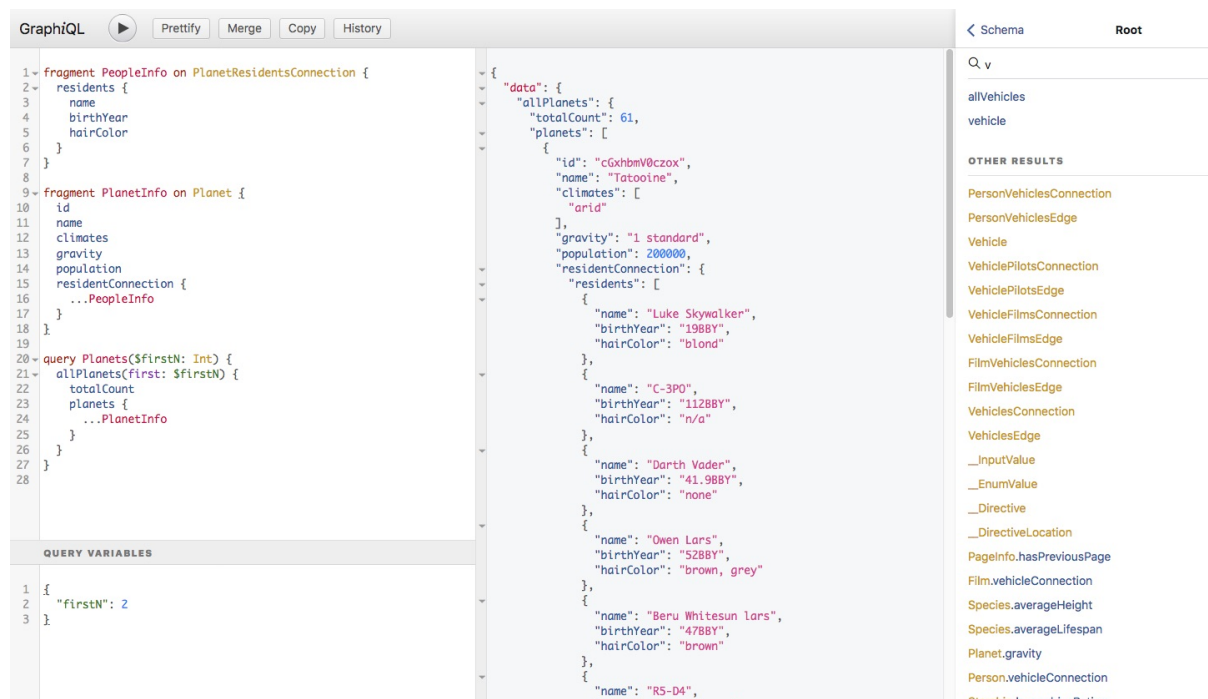 GraphiQL
Prettify
Merge
Copy
History
1 fragment PeopleInfo on PlanetResidentsConnection {
2 residents {
3 name
4 birthYear
5 hairColor
6 }
7 }
8
9 fragment PlanetInfo on Planet {
10 id
11 name
12 climates
13 gravity
14 population
15 residentConnection {
16 ...PeopleInfo
17 }
18 }
19
20 query Planets($firstN: Int) {
21 allPlanets(first: $firstN) {
22 totalCount
23 planets {
24 ...PlanetInfo
25 }
26 }
27 }
28
QUERY VARIABLES
1 {
2 "firstN": 2
3 }
{
"data": {
"allPlanets": {
"totalCount": 61,
"planets": [
{
"id": "cGxhbmV0czox",
"name": "Tatooine",
"climates": [
"arid"
],
"gravity": "1 standard",
"population": 200000,
"residentConnection": {
"residents": [
{
"name": "Luke Skywalker",
"birthYear": "19BBY",
"hairColor": "blond"
},
{
"name": "C-3PO",
"birthYear": "112BBY",
"hairColor": "n/a"
},
{
"name": "Darth Vader",
"birthYear": "41.9BBY",
"hairColor": "none"
},
{
"name": "Owen Lars",
"birthYear": "52BBY",
"hairColor": "brown, grey"
},
{
"name": "Beru Whitesun lars",
"birthYear": "47BBY",
"hairColor": "brown"
},
{
"name": "R5-D4",
Schema
Root
v
allVehicles
vehicle
OTHER RESULTS
PersonVehiclesConnection
PersonVehiclesEdge
Vehicle
VehiclePilotsConnection
VehiclePilotsEdge
VehicleFilmsConnection
VehicleFilmsEdge
FilmVehiclesConnection
FilmVehiclesEdge
VehiclesConnection
VehiclesEdge
__InputValue
__EnumValue
__Directive
__DirectiveLocation
PageInfo.hasPreviousPage
Film.vehicleConnection
Species.averageHeight
Species.averageLifespan
Planet.gravity
Person.vehicleConnection